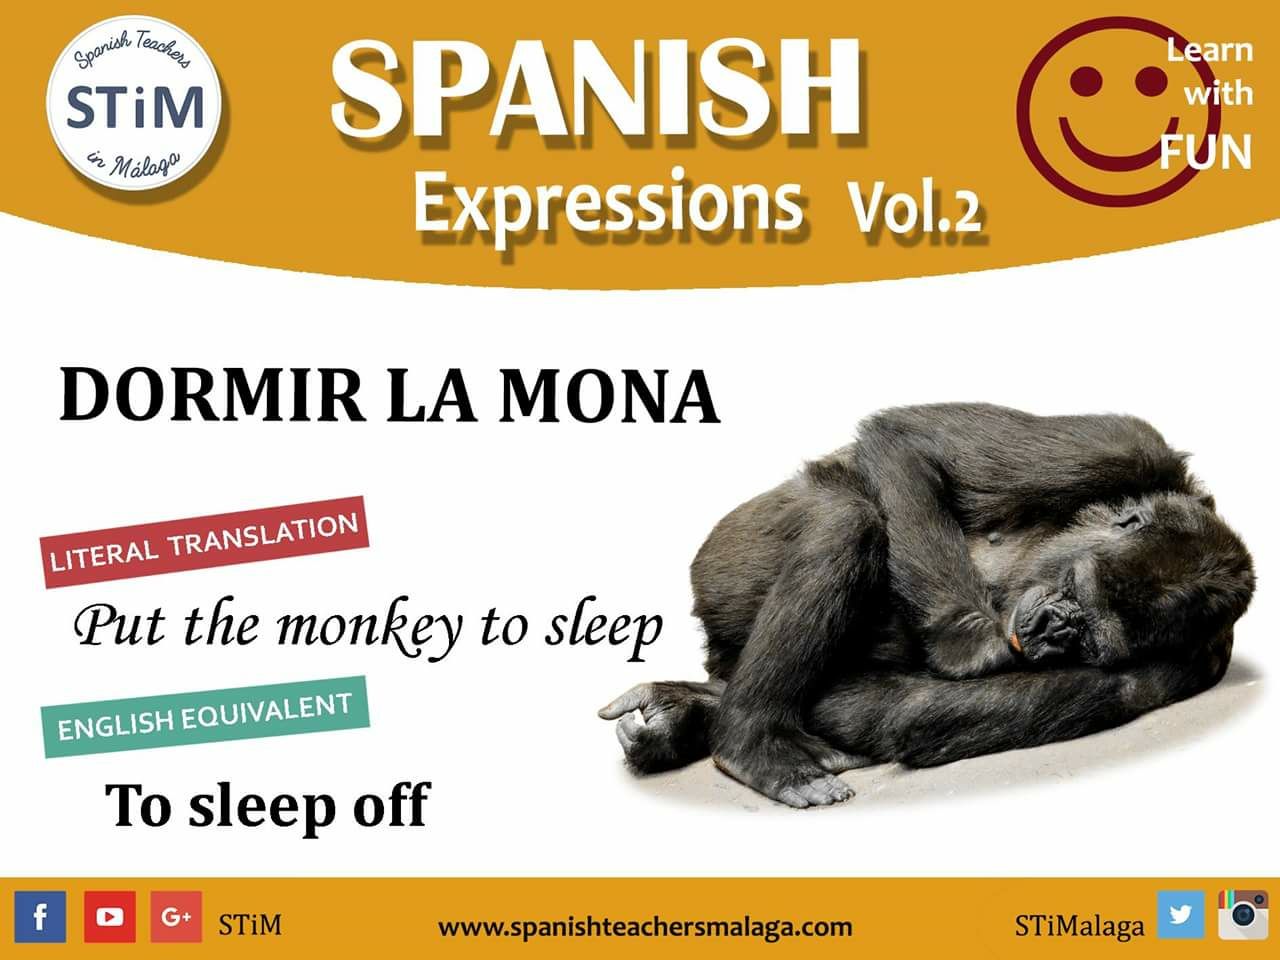 Spanish Teachers
STiM
in Málaga
SPANISH
Expressions Vol.2
Learn
with
FUN
DORMIR LA MONA
LITERAL TRANSLATION
Put the monkey to sleep
ENGLISH EQUIVALENT
To sleep off
f
G+
STiM
www.spanishteachersmalaga.com
STiMalaga